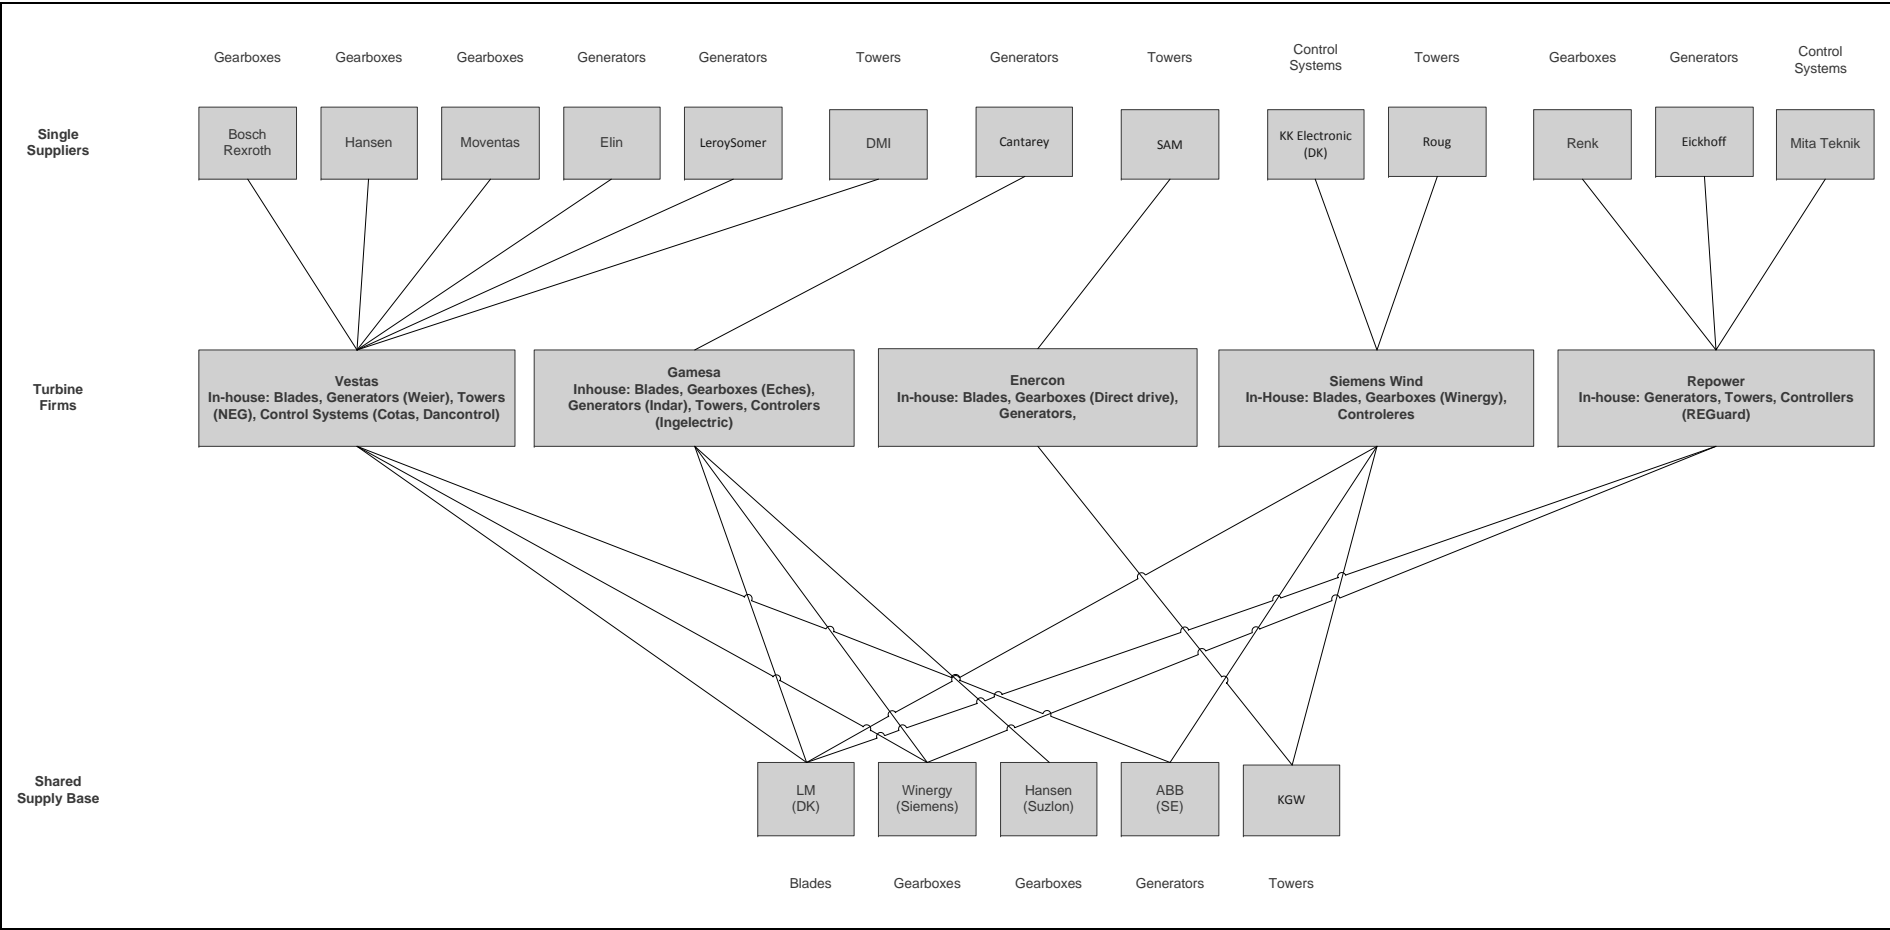 Gearboxes
Gearboxes
Gearboxes
Generators
Generators
Towers
Generators
Towers
Control
Systems
Towers
Gearboxes
Generators
Control
Systems
Single
Suppliers
Bosch
Rexroth
Hansen
Moventas
Elin
LeroySomer
DMI
Cantarey
SAM
KK Electronic
(DK)
Roug
Renk
Eickhoff
Mita Teknik
Turbine
Firms
Vestas
In-house: Blades, Generators (Weier), Towers
(NEG), Control Systems (Cotas, Dancontrol)
Gamesa
Inhouse: Blades, Gearboxes (Eches),
Generators (Indar), Towers, Controlers
(Ingelectric)
Enercon
In-house: Blades, Gearboxes (Direct drive),
Generators,
Siemens Wind
In-House: Blades, Gearboxes (Winergy),
Controleres
Repower
In-house: Generators, Towers, Controllers
(REGuard)
Shared
Supply Base
LM
(DK)
Winergy
(Siemens)
Hansen
(Suzlon)
ABB
(SE)
KGW
Blades
Gearboxes
Gearboxes
Generators
Towers